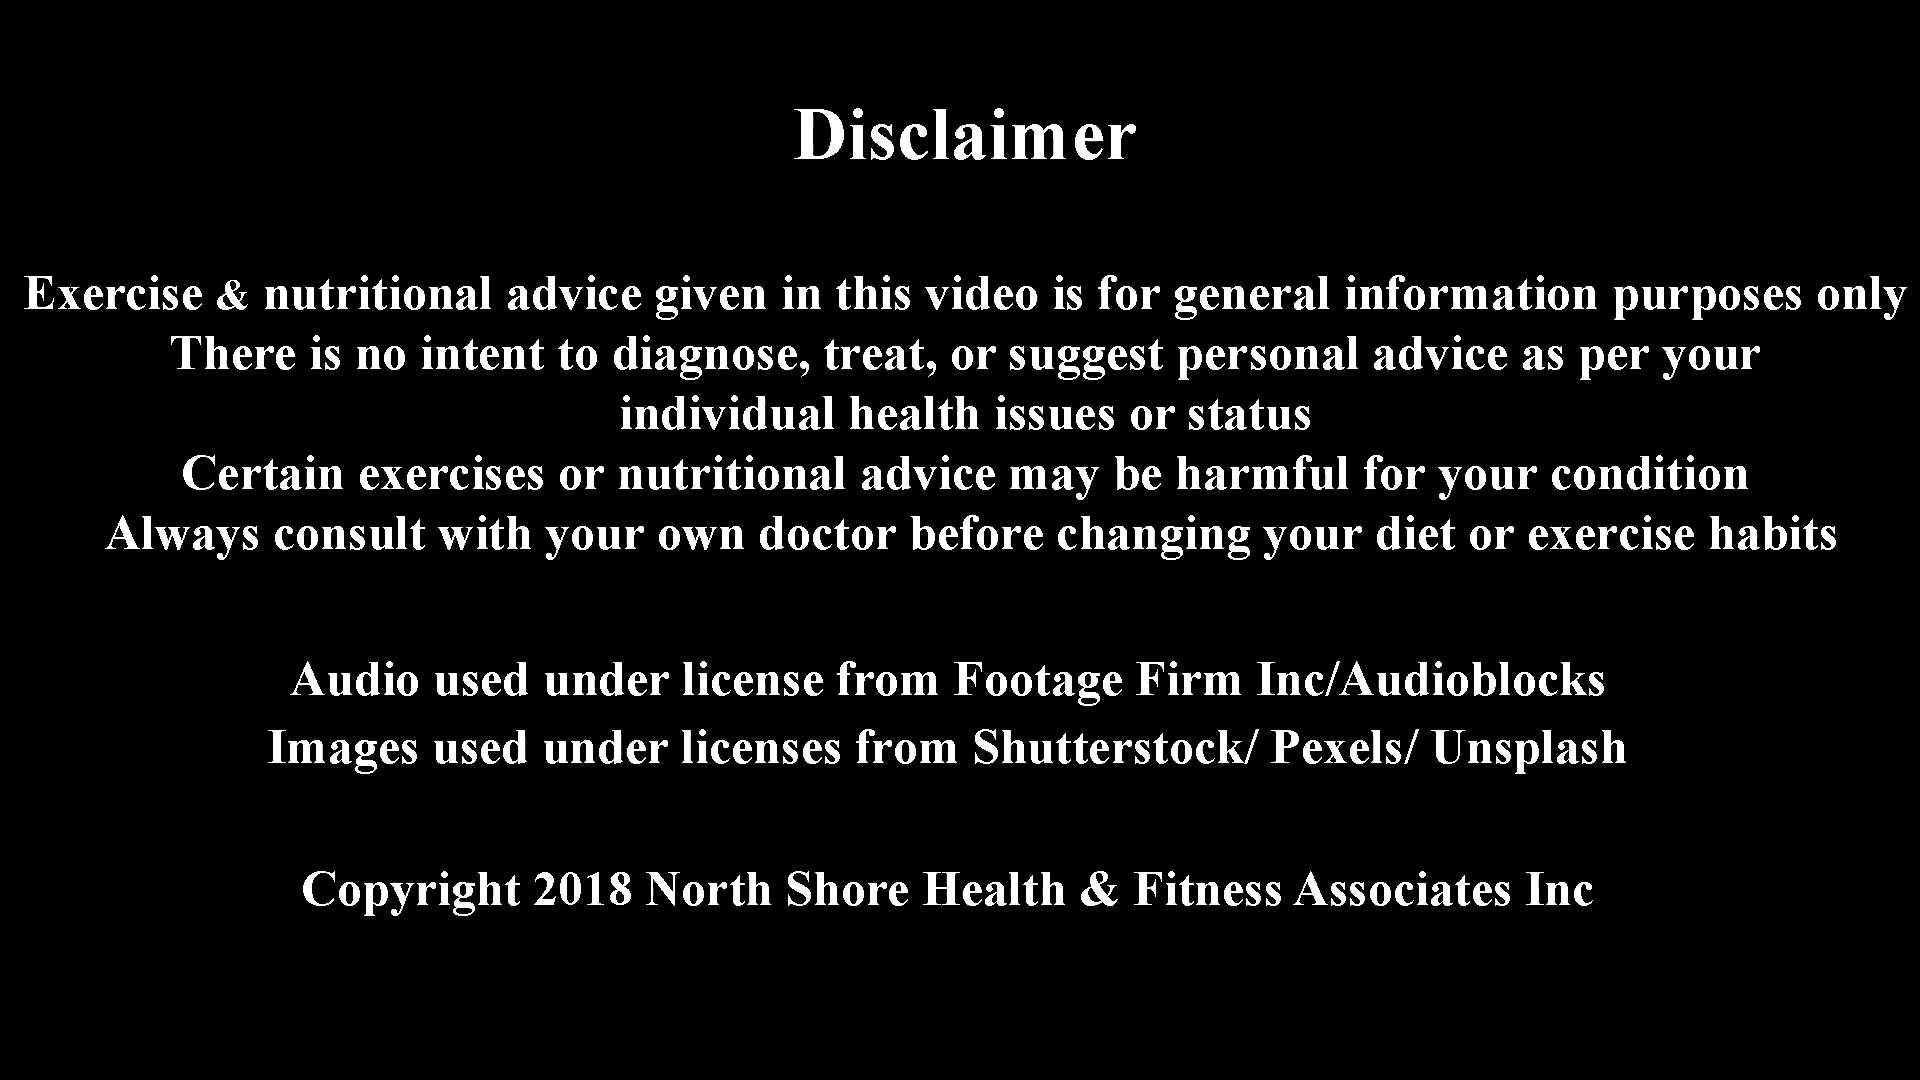 Disclaimer
Exercise & nutritional advice given in this video is for general information purposes only
There is no intent to diagnose, treat, or suggest personal advice as per your
individual health issues or status
Certain exercises or nutritional advice may be harmful for your condition
Always consult with your own doctor before changing your diet or exercise habits
Audio used under license from Footage Firm Inc/Audioblocks
Images used under licenses from Shutterstock/ Pexels/ Unsplash
Copyright 2018 North Shore Health & Fitness Associates Inc